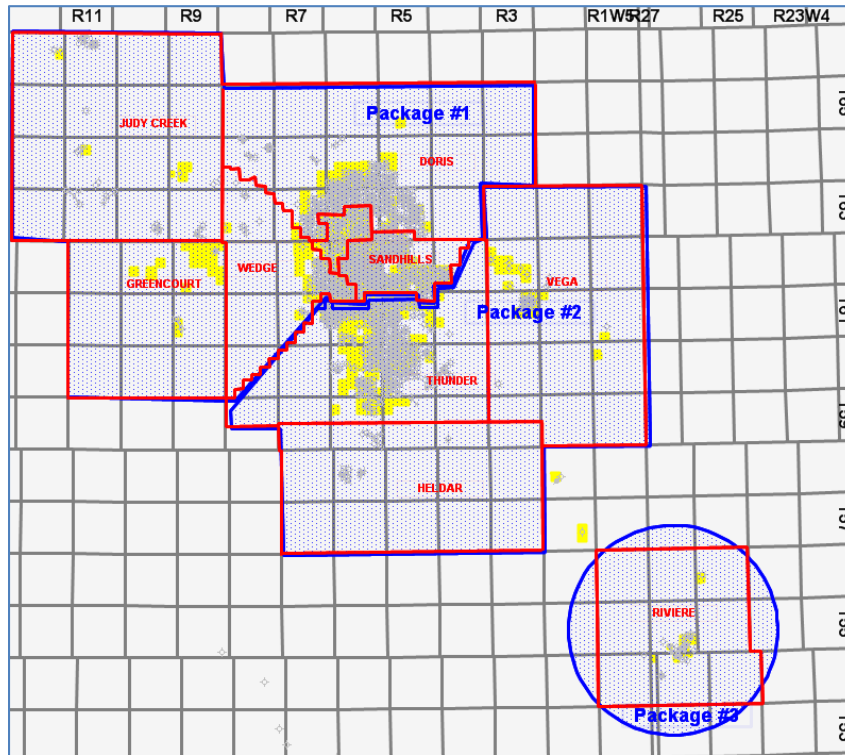 R11 R9 R7 R5 R3 R1W5 R27 R25 R23W4
Package #1
JUDY CREEK
DORIS
SANDHILLS
WEDGE
GREENCOURT
VEGA
Package #2
THUNDER
HELDAR
RIVIERE
Package #3